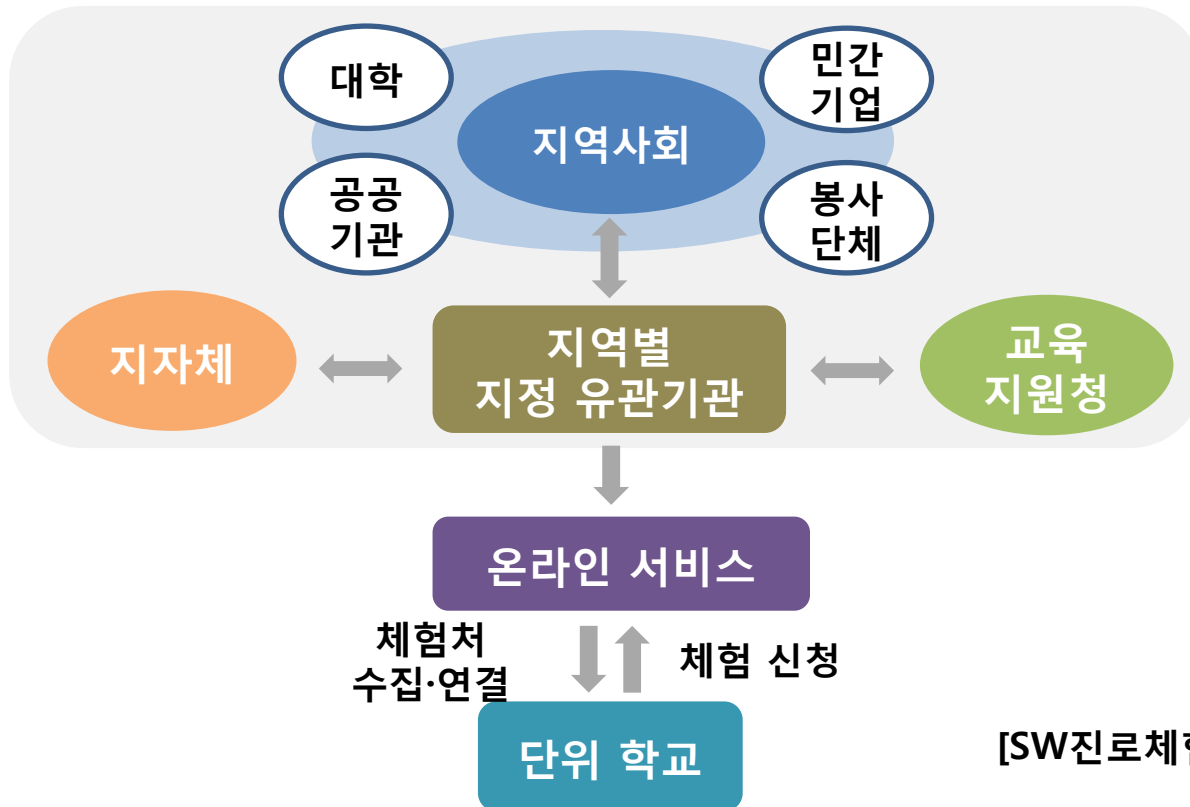 대학
민간
기업
지역사회
공공
기관
봉사
단체
지자체
지역별
지정 유관기관
교육
지원청
온라인 서비스
체험처
수집·연결
체험 신청
단위 학교
[SW진로체험